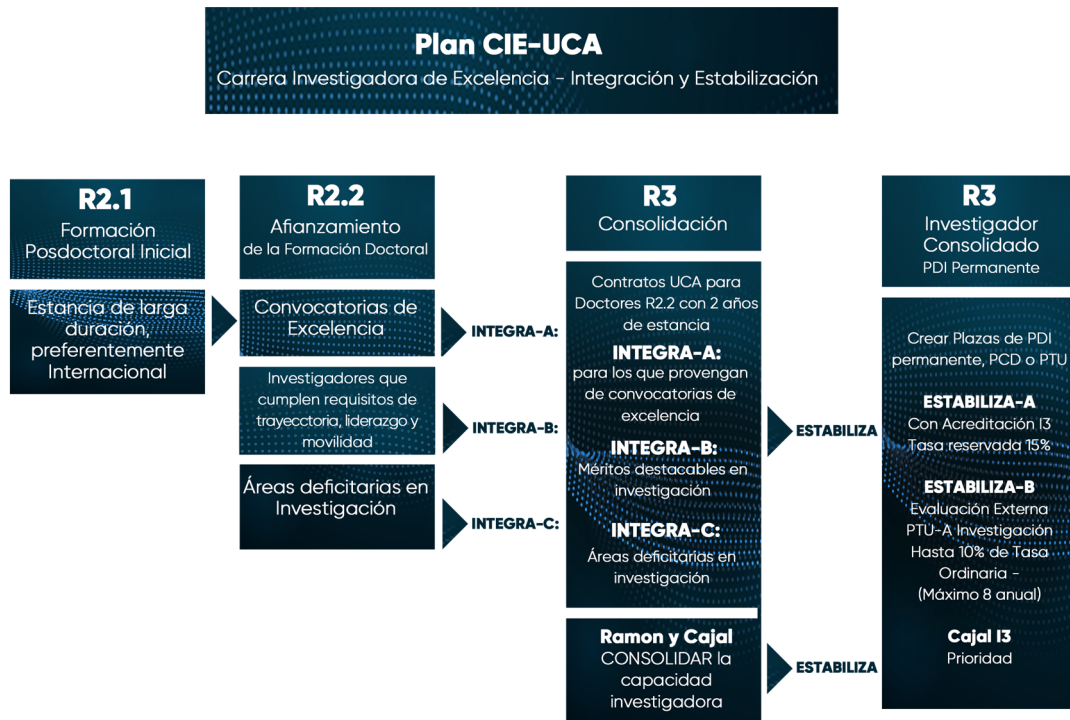 Plan CIE-UCA
Carrera Investigadora de Excelencia - Integración y Estabilización
R2.1
Formación
Posdoctoral Inicial
Estancia de larga
duración,
preferentemente
Internacional
R2.2
Afianzamiento
de la Formación Doctoral
Convocatorias de
Excelencia
Investigadores que
cumplen requisitos de
trayecctoria, liderazgo y
movilidad
Áreas deficitarias en
Investigación
INTEGRA-A:
INTEGRA-B:
INTEGRA-C:
R3
Consolidación
Contratos UCA para
Doctores R2.2 con 2 años
de estancia
INTEGRA-A:
para los que provengan
de convocatorias de
excelencia
INTEGRA-B:
Méritos destacables en
investigación
INTEGRA-C:
Áreas deficitarias en
investigación
Ramon y Cajal
CONSOLIDAR la
capacidad
investigadora
ESTABILIZA
ESTABILIZA
R3
Investigador
Consolidado
PDI Permanente
Crear Plazas de PDI
permanente, PCD o PTU
ESTABILIZA-A
Con Acreditación I3
Tasa reservada 15%
ESTABILIZA-B
Evaluación Externa
PTU-A Investigación
Hasta 10% de Tasa
Ordinaria -
(Máximo 8 anual)
Cajal I3
Prioridad